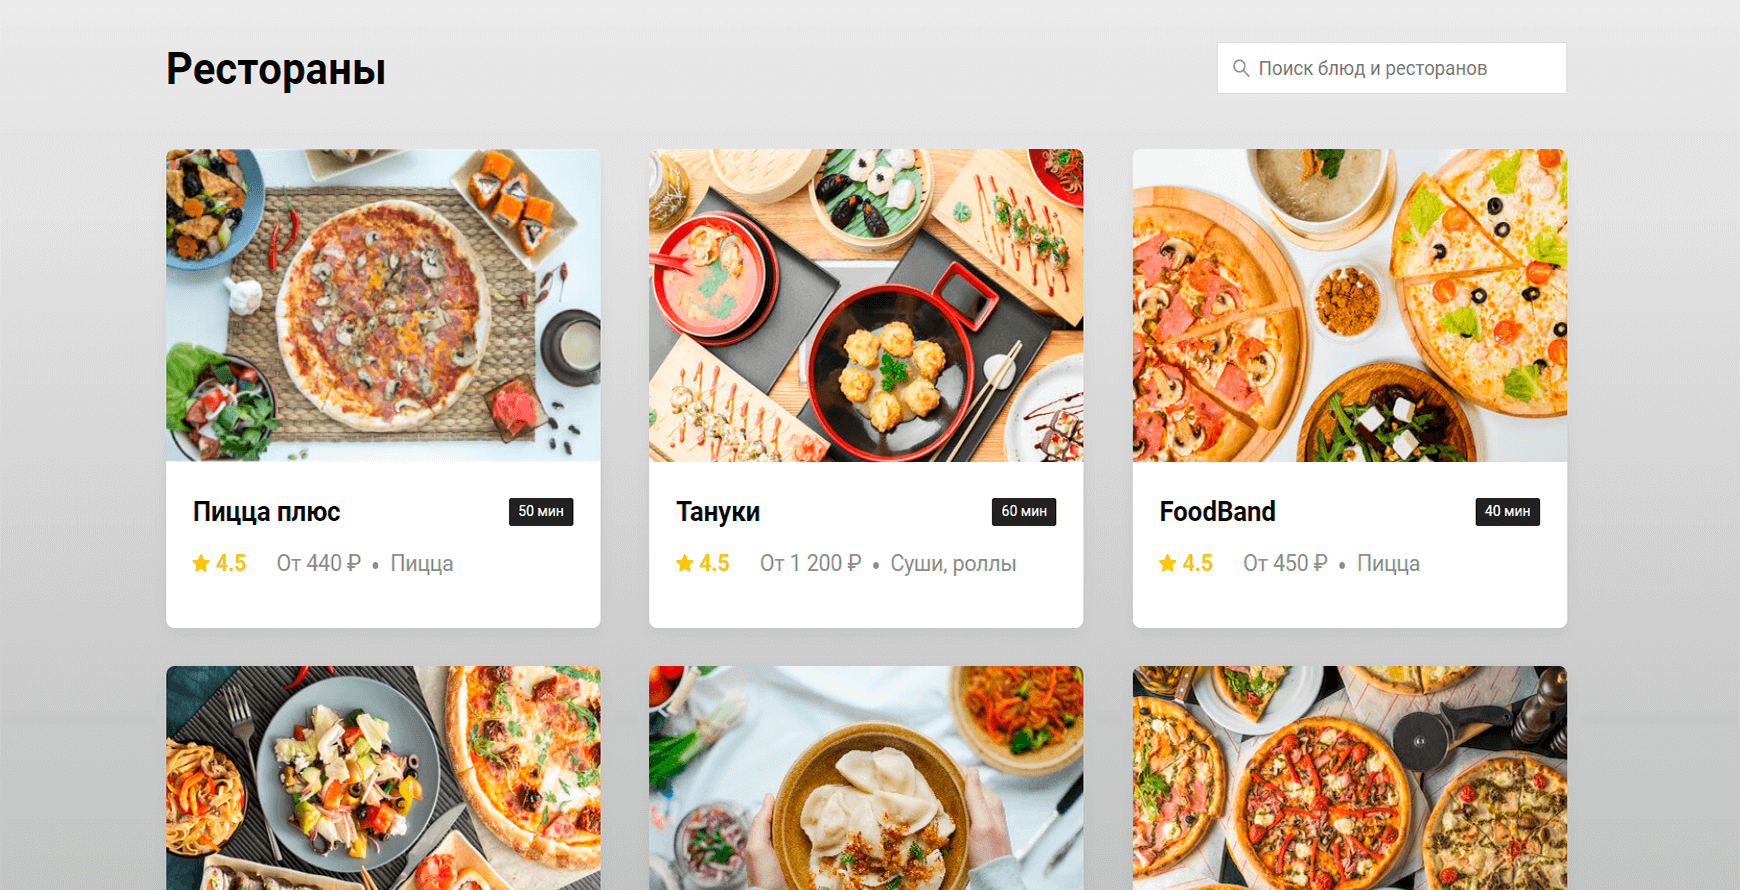 Рестораны
Поиск блюд и ресторанов
Пицца плюс
50 мин
4.5 От 440 ₽ • Пицца
Тануки
60 мин
4.5 От 1 200 ₽ • Суши, роллы
FoodBand
40 мин
4.5 От 450 ₽ • Пицца